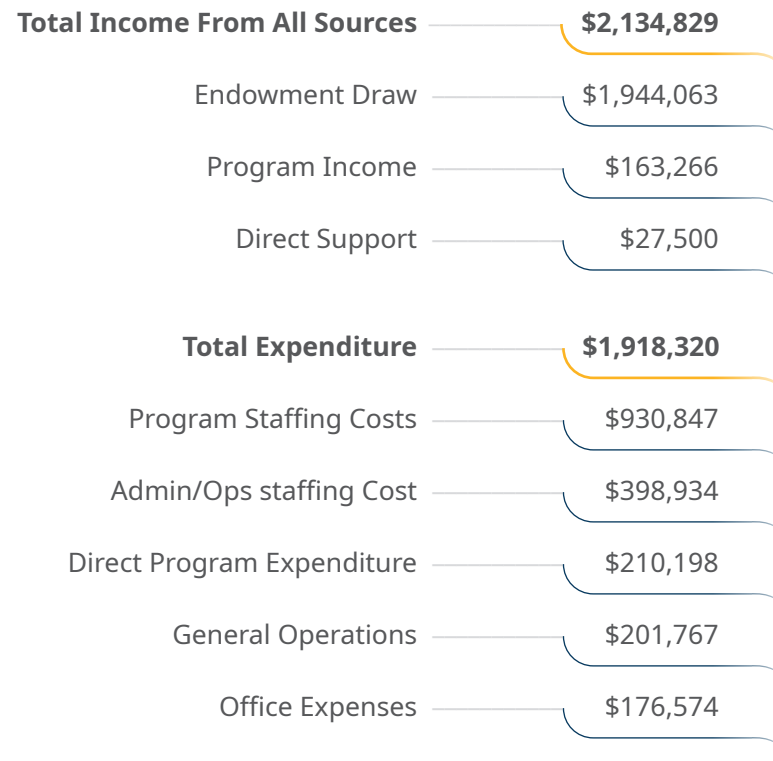 Total Income From All Sources $2,134,829
Endowment Draw $1,944,063
Program Income $163,266
Direct Support $27,500
Total Expenditure $1,918,320
Program Staffing Costs $930,847
Admin/Ops staffing Cost $398,934
Direct Program Expenditure $210,198
General Operations $201,767
Office Expenses $176,574